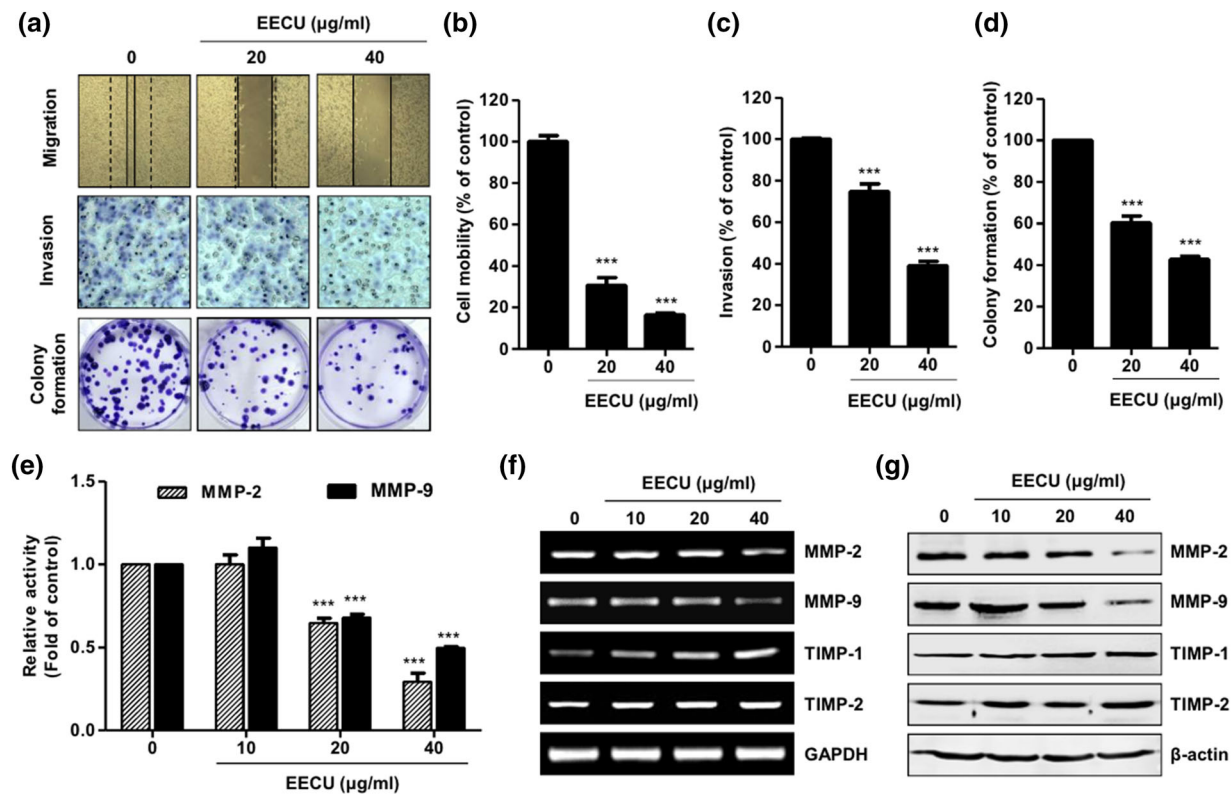 (a)
EECU (µg/ml)
0
20
40
Migration
Invasion
Colony
formation
(b)
Cell mobility (% of control)
120
100
80
60
40
20
0
***
***
0
20
40
EECU (µg/ml)
(c)
Invasion (% of control)
120
100
80
60
40
20
0
***
***
0
20
40
EECU (µg/ml)
(d)
Colony formation (% of control)
120
100
80
60
40
20
0
***
***
0
20
40
EECU (µg/ml)
(e)
Relative activity
(Fold of control)
1.5
1.0
0.5
0.0
MMP-2
MMP-9
***
***
***
***
0
10
20
40
EECU (µg/ml)
(f)
EECU (µg/ml)
0
10
20
40
MMP-2
MMP-9
TIMP-1
TIMP-2
GAPDH
(g)
EECU (µg/ml)
0
10
20
40
MMP-2
MMP-9
TIMP-1
TIMP-2
β-actin